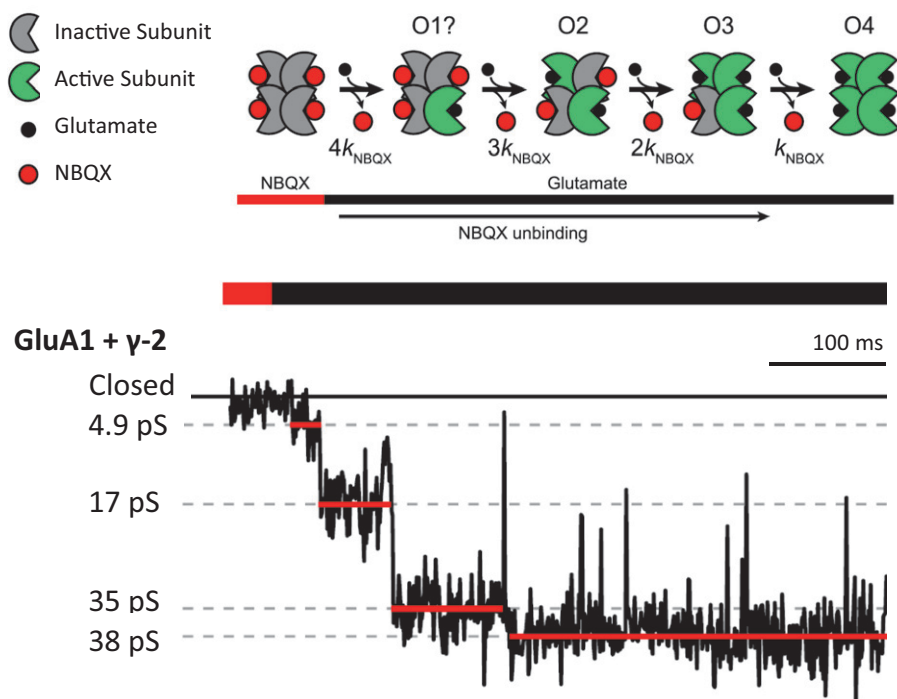 Inactive Subunit
Active Subunit
Glutamate
NBQX
O1? O2 O3 O4
4kNBQX 3kNBQX 2kNBQX kNBQX
NBQX Glutamate
NBQX unbinding
GluA1 + γ-2
100 ms
Closed
4.9 pS
17 pS
35 pS
38 pS